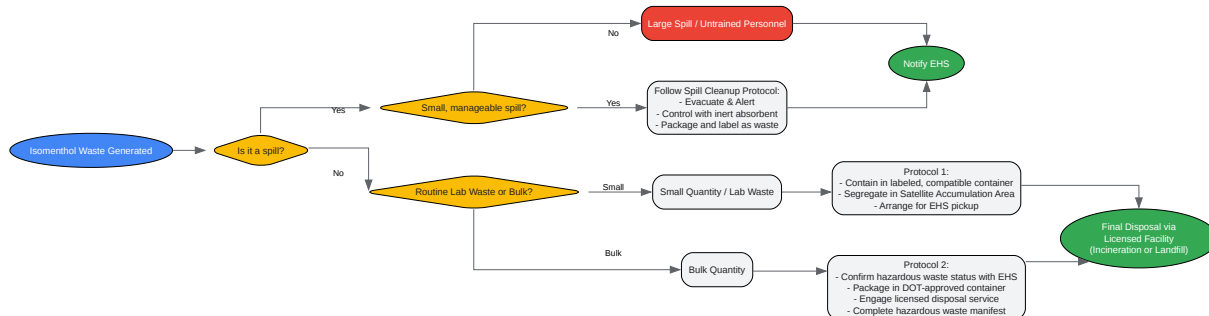 Large Spill / Untrained Personnel
No
Notify EHS
Follow Spill Cleanup Protocol:
- Evacuate & Alert
- Control with inert absorbent
- Package and label as waste
Small, manageable spill?
Yes
Yes
Isomenthol Waste Generated
Is it a spill?
No
Routine Lab Waste or Bulk?
Small
Small Quantity / Lab Waste
Protocol 1:
- Contain in labeled, compatible container
- Segregate in Satellite Accumulation Area
- Arrange for EHS pickup
Final Disposal via
Licensed Facility
(Incineration or Landfill)
Bulk
Bulk Quantity
Protocol 2:
- Confirm hazardous waste status with EHS
- Package in DOT-approved container
- Engage licensed disposal service
- Complete hazardous waste manifest